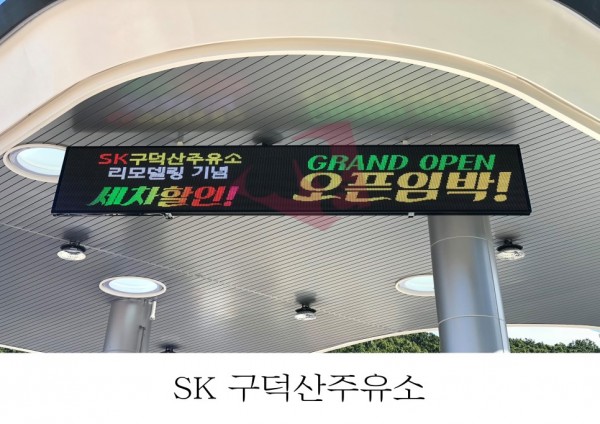 SK구덕산주유소
리모델링 기념
세차할인!
GRAND OPEN
오픈임박!
SK 구덕산주유소